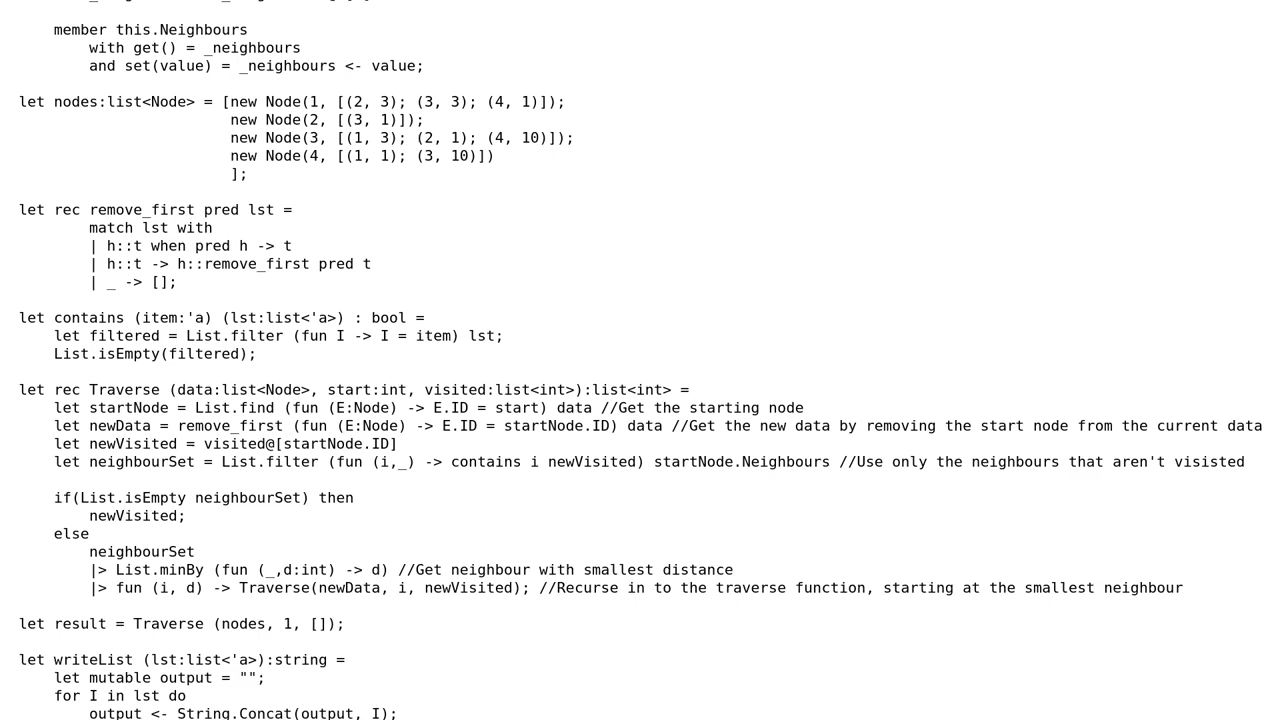 member this.Neighbours
with get() = _neighbours
and set(value) = _neighbours <- value;
let nodes:list<Node> = [new Node(1, [(2, 3); (3, 3); (4, 1)]);
new Node(2, [(3, 1)]);
new Node(3, [(1, 3); (2, 1); (4, 10)]);
new Node(4, [(1, 1); (3, 10)])
];
let rec remove_first pred lst =
match lst with
| h::t when pred h -> t
| h::t -> h::remove_first pred t
| _ -> [];
let contains (item:'a) (lst:list<'a>) : bool =
let filtered = List.filter (fun I -> I = item) lst;
List.isEmpty(filtered);
let rec Traverse (data:list<Node>, start:int, visited:list<int>):list<int> =
let startNode = List.find (fun (E:Node) -> E.ID = start) data //Get the starting node
let newData = remove_first (fun (E:Node) -> E.ID = startNode.ID) data //Get the new data by removing the start node from the current data
let newVisited = visited@[startNode.ID]
let neighbourSet = List.filter (fun (i,_) -> contains i newVisited) startNode.Neighbours //Use only the neighbours that aren't visisted
if(List.isEmpty neighbourSet) then
newVisited;
else
neighbourSet
|> List.minBy (fun (_,d:int) -> d) //Get neighbour with smallest distance
|> fun (i, d) -> Traverse(newData, i, newVisited); //Recurse in to the traverse function, starting at the smallest neighbour
let result = Traverse (nodes, 1, []);
let writeList (lst:list<'a>):string =
let mutable output = "";
for I in lst do
output <- String.Concat(output, I);